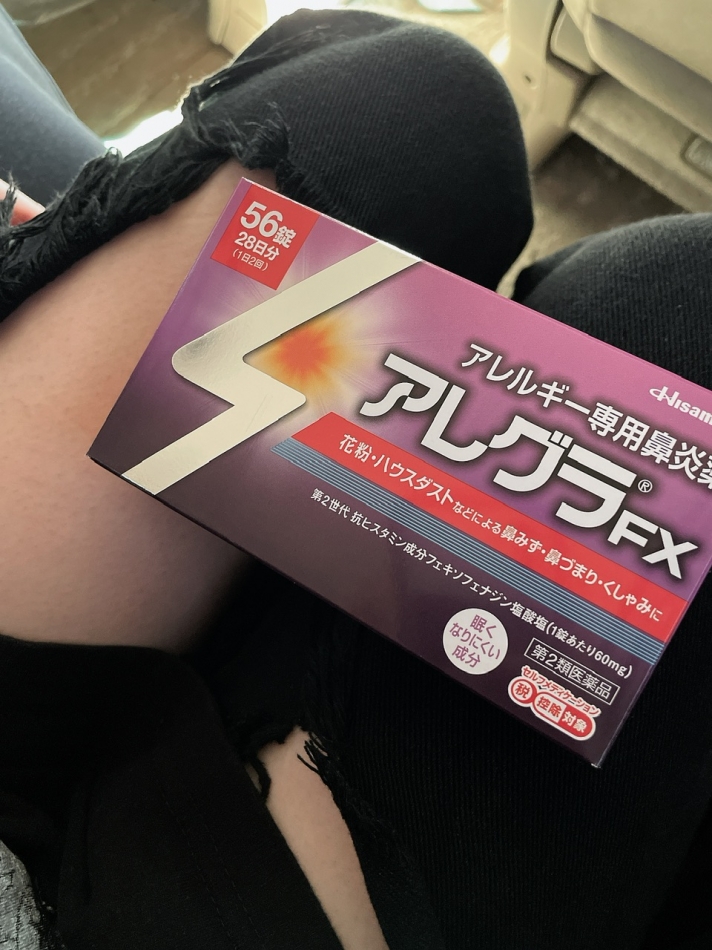 56錠
28日分
(1日2回)
アレルギー専用鼻炎薬
アレグラ®FX
花粉・ハウスダストなどによる鼻みず・鼻づまり・くしゃみに
第2世代 抗ヒスタミン成分フェキソフェナジン塩酸塩(1錠あたり60mg)
眠く
なりにくい
成分
第2類医薬品
セルフメディケーション
税 控除 対象